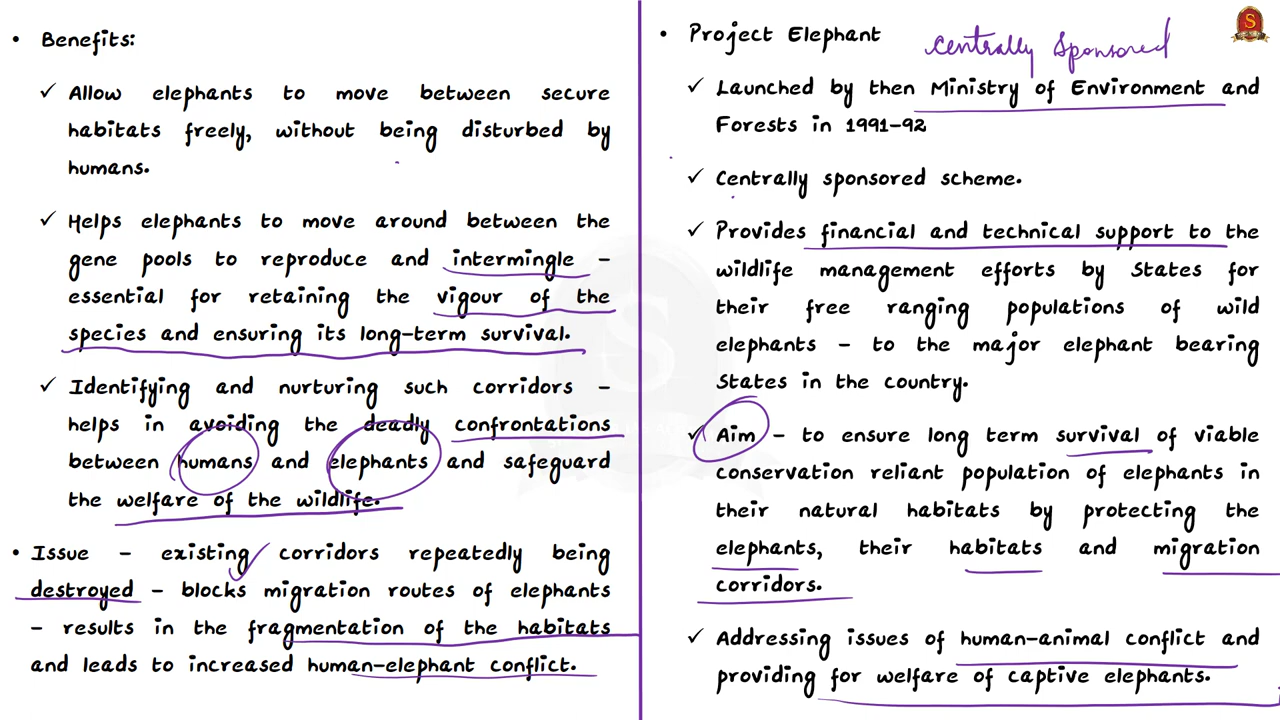 • Benefits:
✓ Allow elephants to move between secure
habitats freely, without being disturbed by
humans.
✓ Helps elephants to move around between the
gene pools to reproduce and intermingle –
essential for retaining the vigour of the
species and ensuring its long-term survival.
✓ Identifying and nurturing such corridors –
helps in avoiding the deadly confrontations
between humans and elephants and safeguard
the welfare of the wildlife.
• Issue – existing corridors repeatedly being
destroyed – blocks migration routes of elephants
– results in the fragmentation of the habitats
and leads to increased human-elephant conflict.
• Project Elephant
Centrally Sponsored
✓ Launched by then Ministry of Environment and
Forests in 1991-92
✓ Centrally sponsored scheme.
✓ Provides financial and technical support to the
wildlife management efforts by States for
their free ranging populations of wild
elephants – to the major elephant bearing
States in the country.
✓ Aim – to ensure long term survival of viable
conservation reliant population of elephants in
their natural habitats by protecting the
elephants, their habitats and migration
corridors.
✓ Addressing issues of human-animal conflict and
providing for welfare of captive elephants.